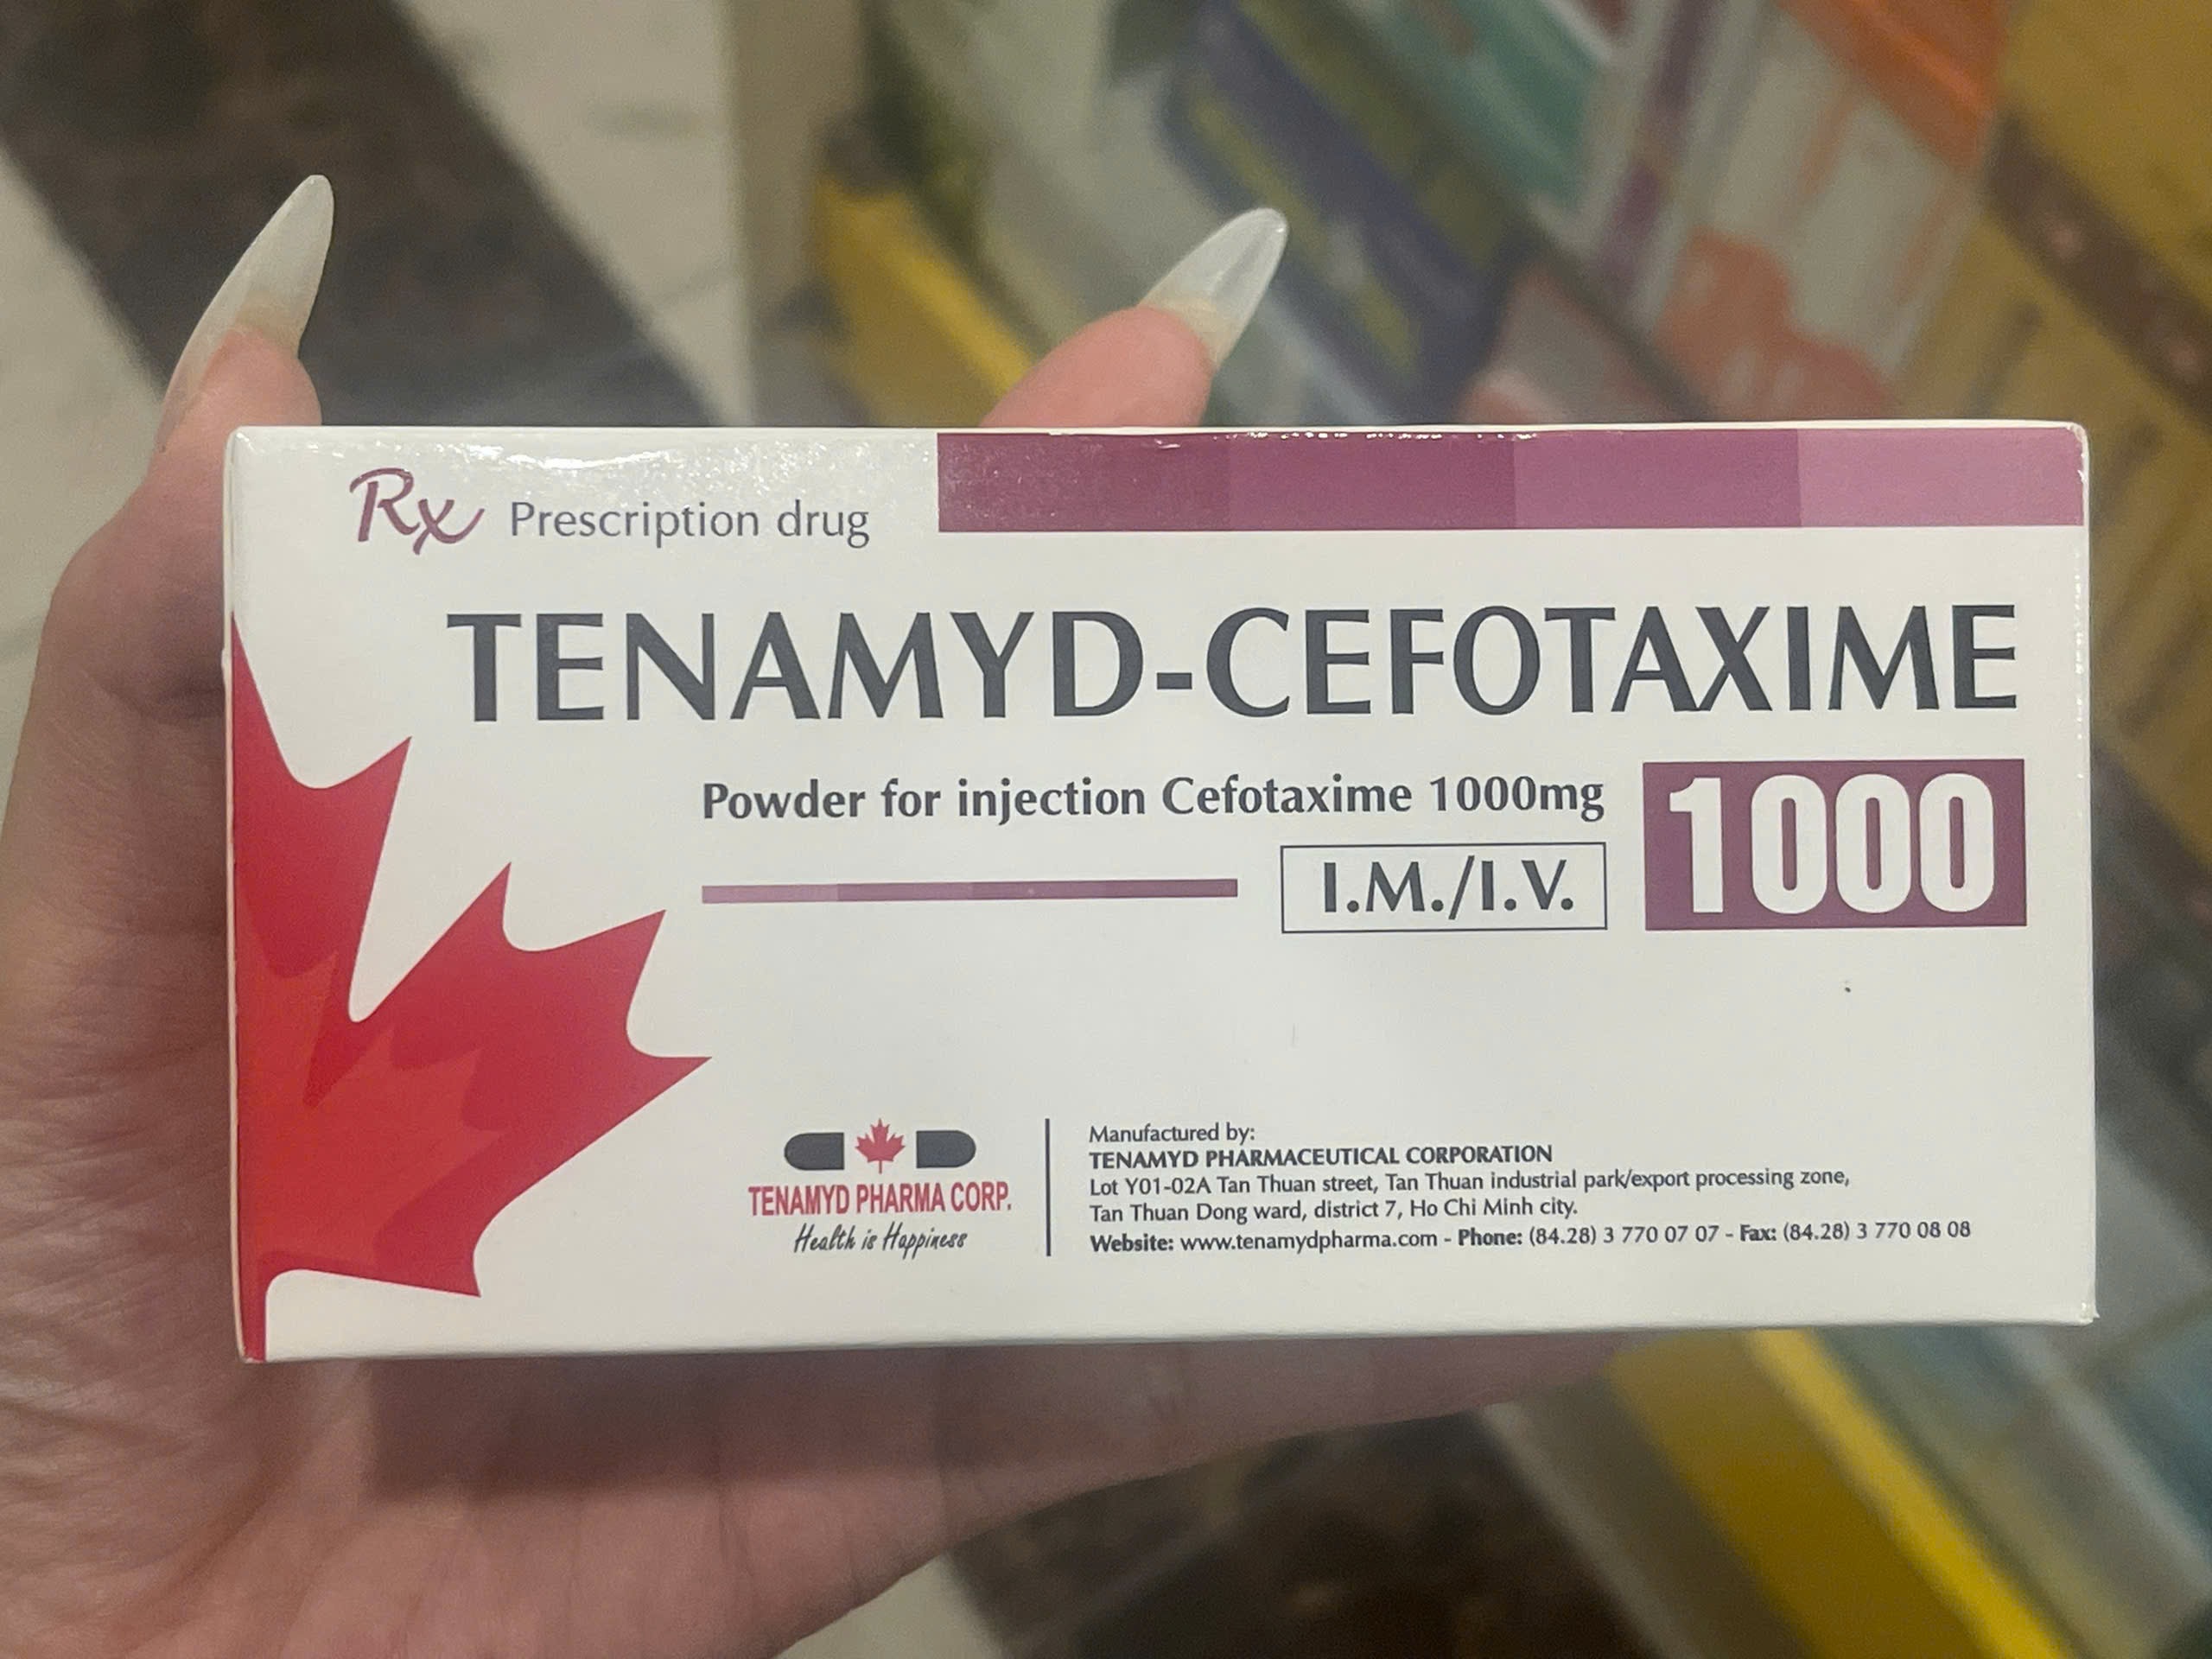 Rx Prescription drug
TENAMYD-CEFOTAXIME
Powder for injection Cefotaxime 1000mg
I.M./I.V.
1000
TENAMYD PHARMA CORP.
Health is Happiness
Manufactured by:
TENAMYD PHARMACEUTICAL CORPORATION
Lot Y01-02A Tan Thuan street, Tan Thuan industrial park/export processing zone,
Tan Thuan Dong ward, district 7, Ho Chi Minh city.
Website: www.tenamydpharma.com - Phone: (84.28) 3 770 07 07 - Fax: (84.28) 3 770 08 08